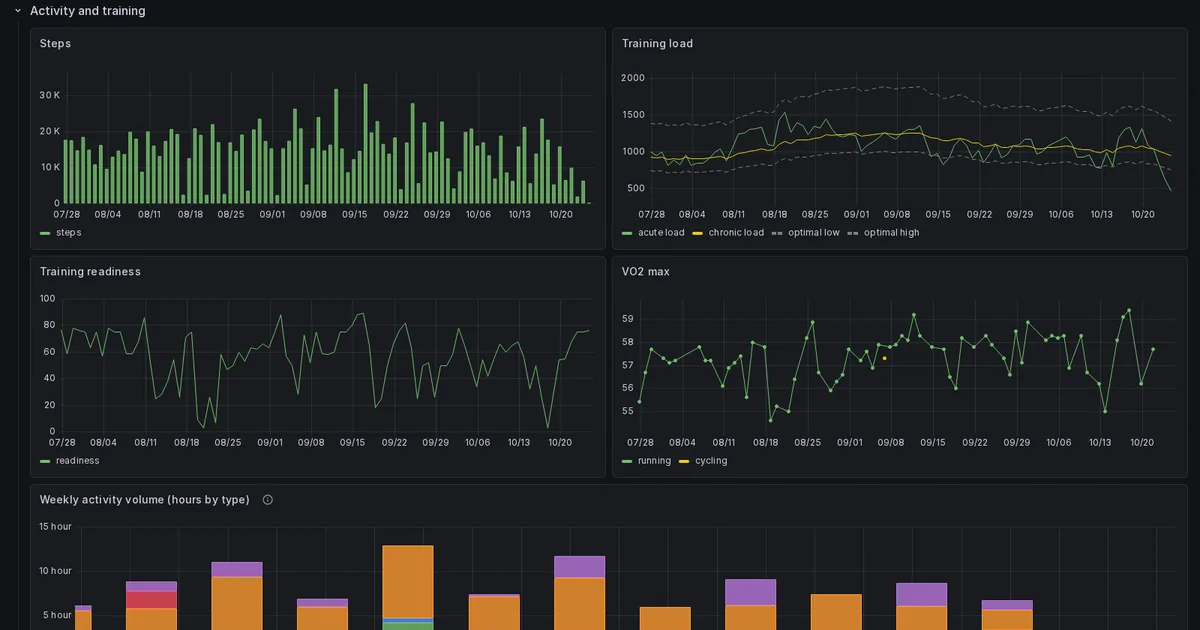 Activity and training
Steps
30 K
20 K
10 K
0
07/28 08/04 08/11 08/18 08/25 09/01 09/08 09/15 09/22 09/29 10/06 10/13 10/20
steps
Training load
2000
1500
1000
500
07/28 08/04 08/11 08/18 08/25 09/01 09/08 09/15 09/22 09/29 10/06 10/13 10/20
acute load chronic load optimal low optimal high
Training readiness
100
80
60
40
20
0
07/28 08/04 08/11 08/18 08/25 09/01 09/08 09/15 09/22 09/29 10/06 10/13 10/20
readiness
VO2 max
59
58
57
56
55
07/28 08/04 08/11 08/18 08/25 09/01 09/08 09/15 09/22 09/29 10/06 10/13 10/20
running cycling
Weekly activity volume (hours by type)
15 hour
10 hour
5 hour